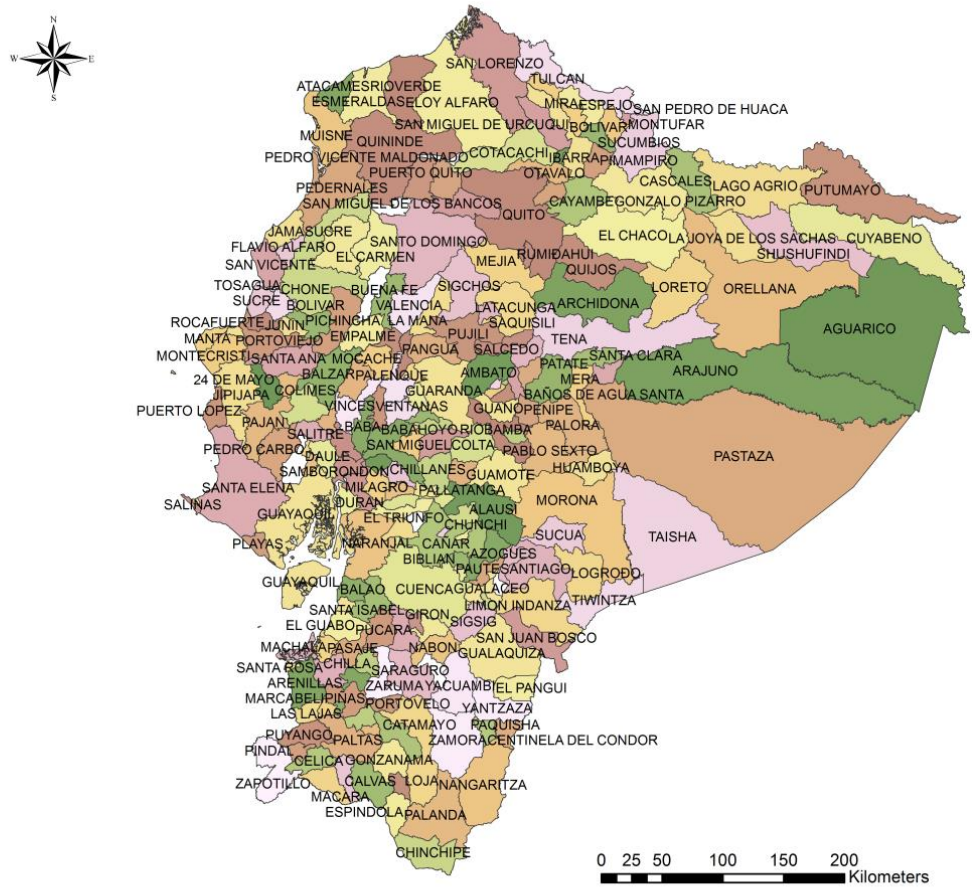 N
W E
S
SAN LORENZO
TULCAN
ATACAMES RIOVERDE
ESMERALDAS ELOY ALFARO
MIRA ESPEJO
SAN PEDRO DE HUACA
SAN MIGUEL DE URCUQUI
BOLIVAR MONTUFAR
MUISNE
QUININDE
SUCUMBIOS
PEDRO VICENTE MALDONADO
COTACACHI
IBARRA
PIMAMPIRO
PUERTO QUITO
OTAVALO
CASCALES
LAGO AGRIO
PUTUMAYO
PEDERNALES
SAN MIGUEL DE LOS BANCOS
CAYAMBE GONZALO PIZARRO
QUITO
JAMA SUCRE
FLAVIO ALFARO
SANTO DOMINGO
EL CHACO
LA JOYA DE LOS SACHAS
CUYABENO
SAN VICENTE
EL CARMEN
MEJIA
RUMIÑAHUI
SHUSHUFINDI
QUIJOS
TOSAGUA
CHONE
BUENA FE
SIGCHOS
LORETO
ORELLANA
SUCRE
BOLIVAR
VALENCIA
ARCHIDONA
ROCAFUERTE
JUNIN
PICHINCHA
LA MANA
LATACUNGA
SAQUISILI
AGUARICO
MANTA
PORTOVIEJO
EMPALME
PUJILI
TENA
MONTECRISTI
SANTA ANA
MOCACHE
PANGUA
SALCEDO
SANTA CLARA
PATATE
24 DE MAYO
BALZAR
PALENQUE
AMBATO
MERA
ARAJUNO
JIPIJAPA
COLIMES
GUARANDA
BAÑOS DE AGUA SANTA
PUERTO LOPEZ
VINCES VENTANAS
GUANO PENIPE
PAJAN
BABA
BABAHOYO
RIOBAMBA
PALORA
SALITRE
PEDRO CARBO
SAN MIGUEL
COLTA
PABLO SEXTO
PASTAZA
DAULE
SAMBORONDON
CHILLANES
GUAMOTE
HUAMBOYA
SANTA ELENA
MILAGRO
PALLATANGA
SALINAS
DURAN
MORONA
GUAYAQUIL
EL TRIUNFO
ALAUSI
CHUNCHI
PLAYAS
NARANJAL
CAÑAR
SUCUA
TAISHA
BIBLIAN
AZOGUES
PAUTE SANTIAGO
LOGROÑO
GUAYAQUIL
BALAO
CUENCA GUALACEO
TIWINTZA
SANTA ISABEL
GIRON
LIMON INDANZA
EL GUABO
PUCARA
SIGSIG
SAN JUAN BOSCO
MACHALA PASAJE
NABON
GUALAQUIZA
SANTA ROSA
CHILLA
SARAGURO
ARENILLAS
ZARUMA YACUAMBI
EL PANGUI
MARCABELI PIÑAS
PORTOVELO
YANTZAZA
LAS LAJAS
CATAMAYO
PAQUISHA
PUYANGO
PALTAS
ZAMORA CENTINELA DEL CONDOR
PINDAL
CELICA
GONZANAMA
ZAPOTILLO
CALVAS
LOJA
NANGARITZA
MACARA
ESPINDOLA
PALANDA
CHINCHIPE
0 25 50 100 150 200
Kilometers